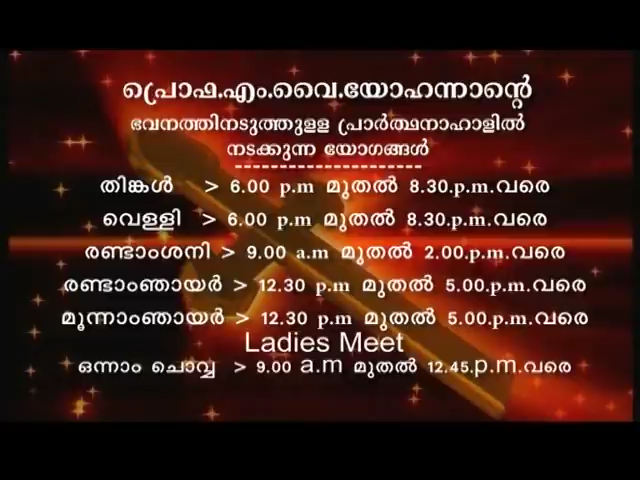 പ്രൊഫ.എം.വൈ.യോഹന്നാന്റെ
ഭവനത്തിനടുത്തുളള പ്രാർത്ഥനാഹാളിൽ
നടക്കുന്ന യോഗങ്ങൾ
--------------------
തിങ്കൾ > 6.00 p.m മുതൽ 8.30.p.m.വരെ
വെള്ളി > 6.00 p.m മുതൽ 8.30.p.m.വരെ
രണ്ടാംശനി > 9.00 a.m മുതൽ 2.00.p.m.വരെ
രണ്ടാംഞായർ > 12.30 p.m മുതൽ 5.00.p.m.വരെ
മൂന്നാംഞായർ > 12.30 p.m മുതൽ 5.00.p.m.വരെ
Ladies Meet
ഒന്നാം ചൊവ്വ > 9.00 a.m മുതൽ 12.45.p.m.വരെ